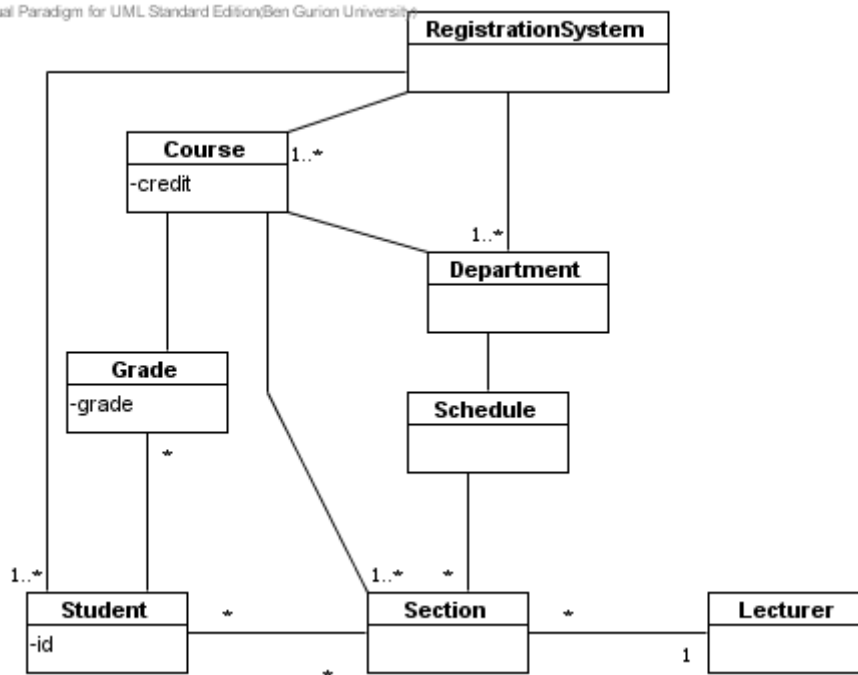 al Paradigm for UML Standard Edition(Ben Gurion University)
RegistrationSystem
Course
1..*
-credit
1..*
Department
Grade
-grade
Schedule
*
1..*
1..*
*
Student
*
Section
*
Lecturer
-id
1
*